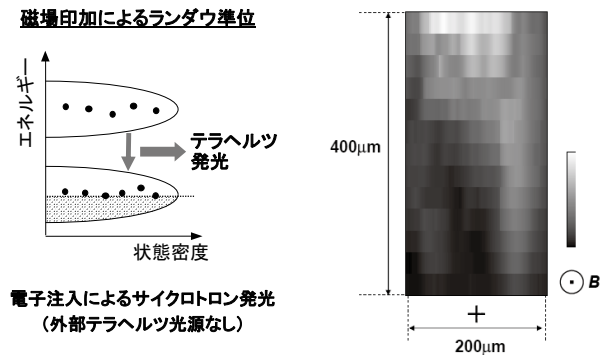 磁場印加によるランダウ準位
エネルギー
テラヘルツ
発光
状態密度
電子注入によるサイクロトロン発光
（外部テラヘルツ光源なし）
400μm
B
+
200μm